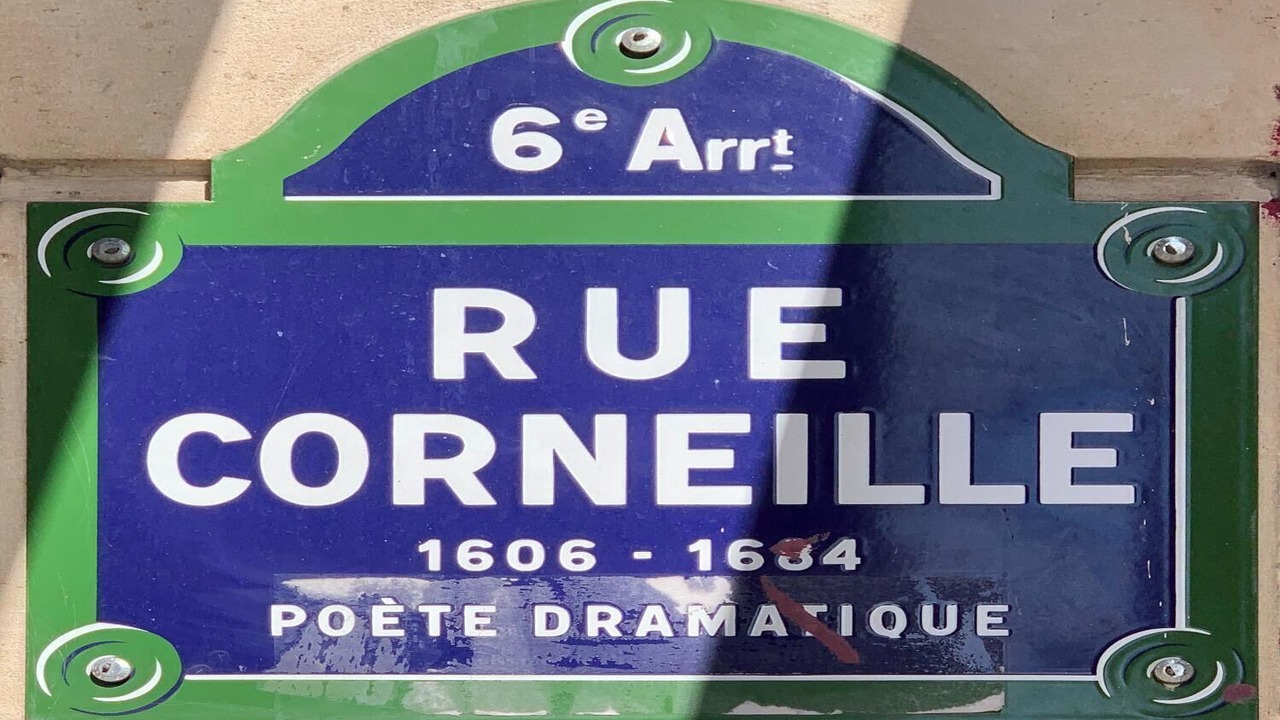 6e Arrt
RUE
CORNEILLE
1606 - 1684
POÈTE DRAMATIQUE